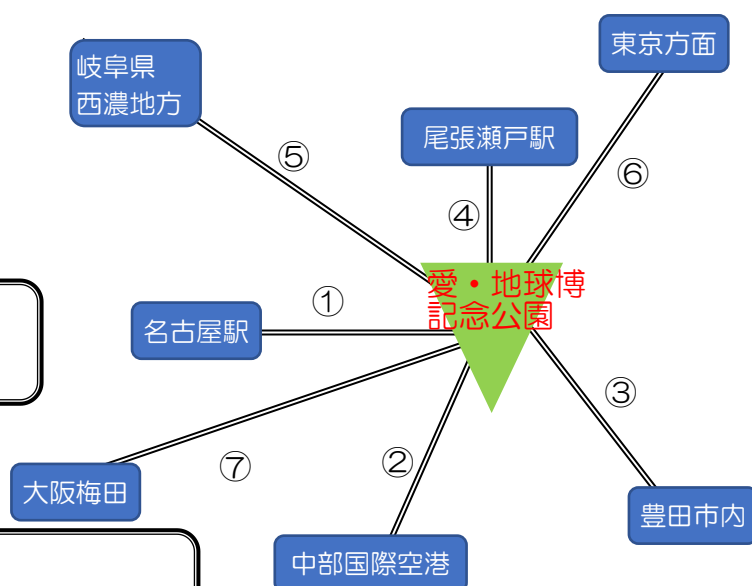 東京方面
岐阜県
西濃地方
尾張瀬戸駅
⑤
⑥
④
愛・地球博
記念公園
①
名古屋駅
③
⑦
②
大阪梅田
豊田市内
中部国際空港